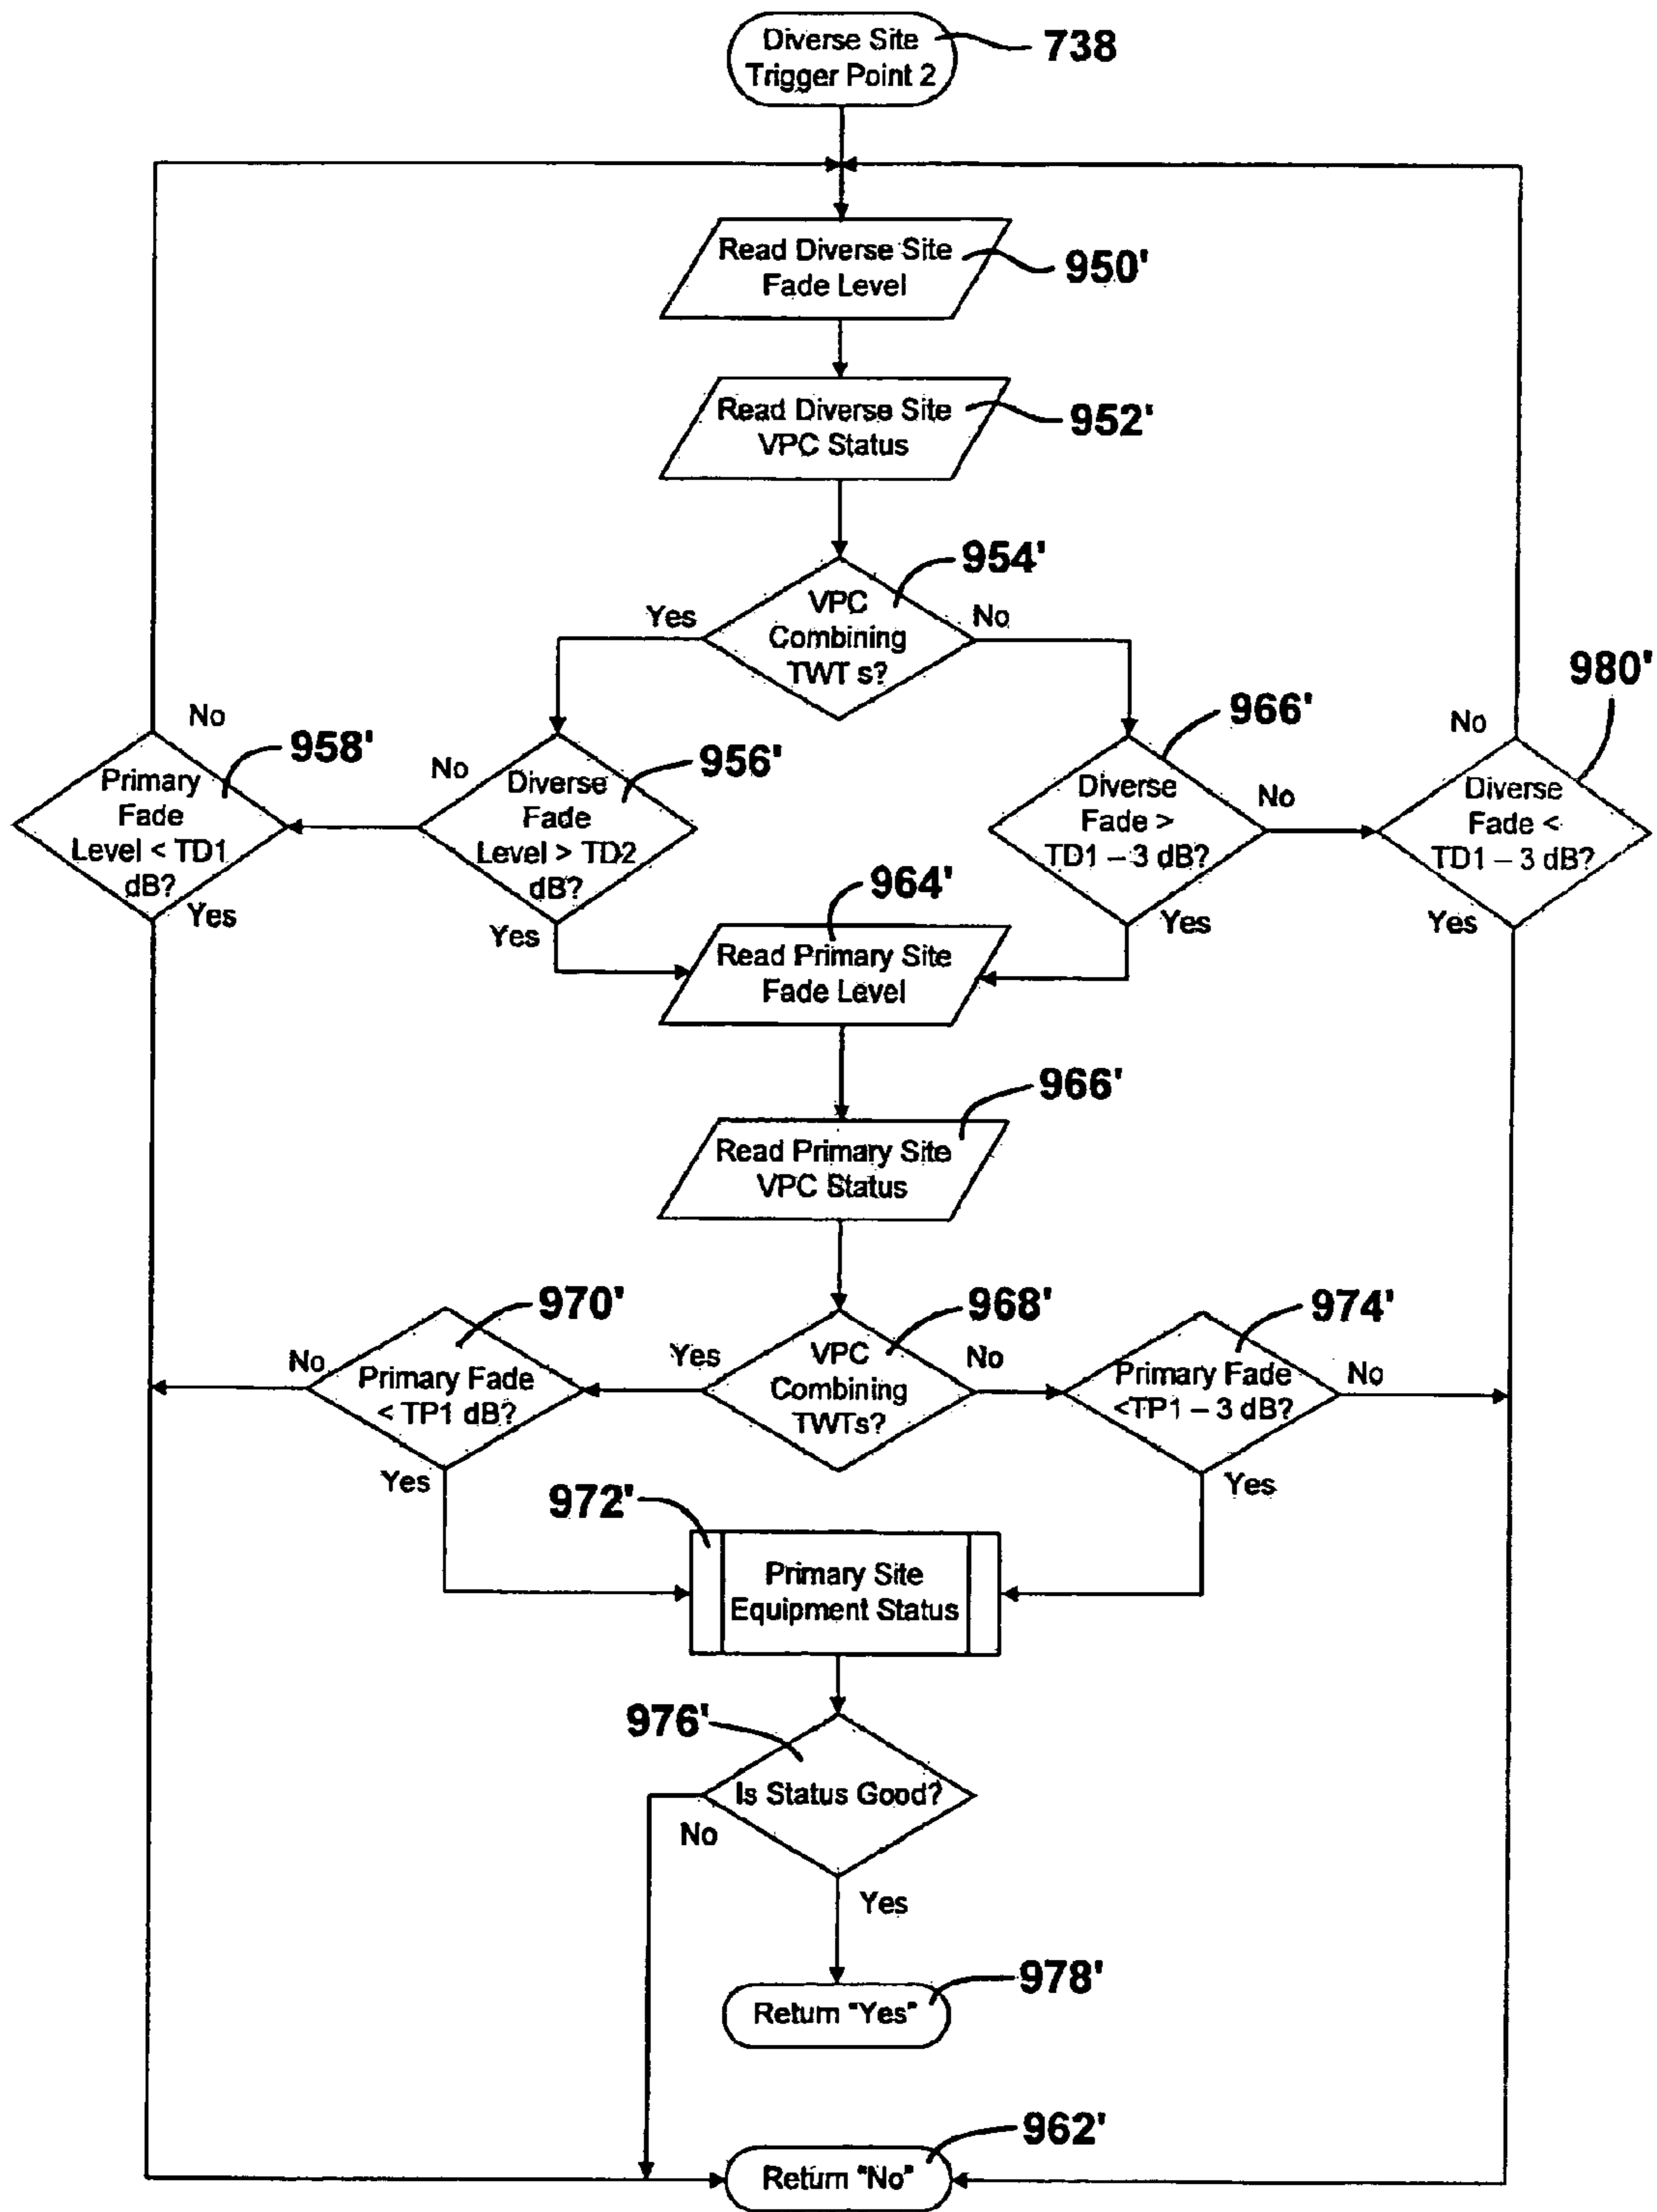 Diverse Site
Trigger Point 2
738
Read Diverse Site
Fade Level
950'
Read Diverse Site
VPC Status
952'
954'
VPC
Combining
TWT s?
Yes
No
980'
966'
No
958'
Primary
Fade
Level < TD1
dB?
Yes
No
956'
Diverse
Fade
Level > TD2
dB?
Yes
Diverse
Fade >
TD1 – 3 dB?
No
Yes
No
Diverse
Fade <
TD1 – 3 dB?
Yes
964'
Read Primary Site
Fade Level
966'
Read Primary Site
VPC Status
970'
No
Primary Fade
< TP1 dB?
Yes
968'
Yes
VPC
Combining
TWTs?
No
974'
Primary Fade
<TP1 – 3 dB?
No
Yes
972'
Primary Site
Equipment Status
976'
Is Status Good?
No
Yes
978'
Return "Yes"
962'
Return "No"